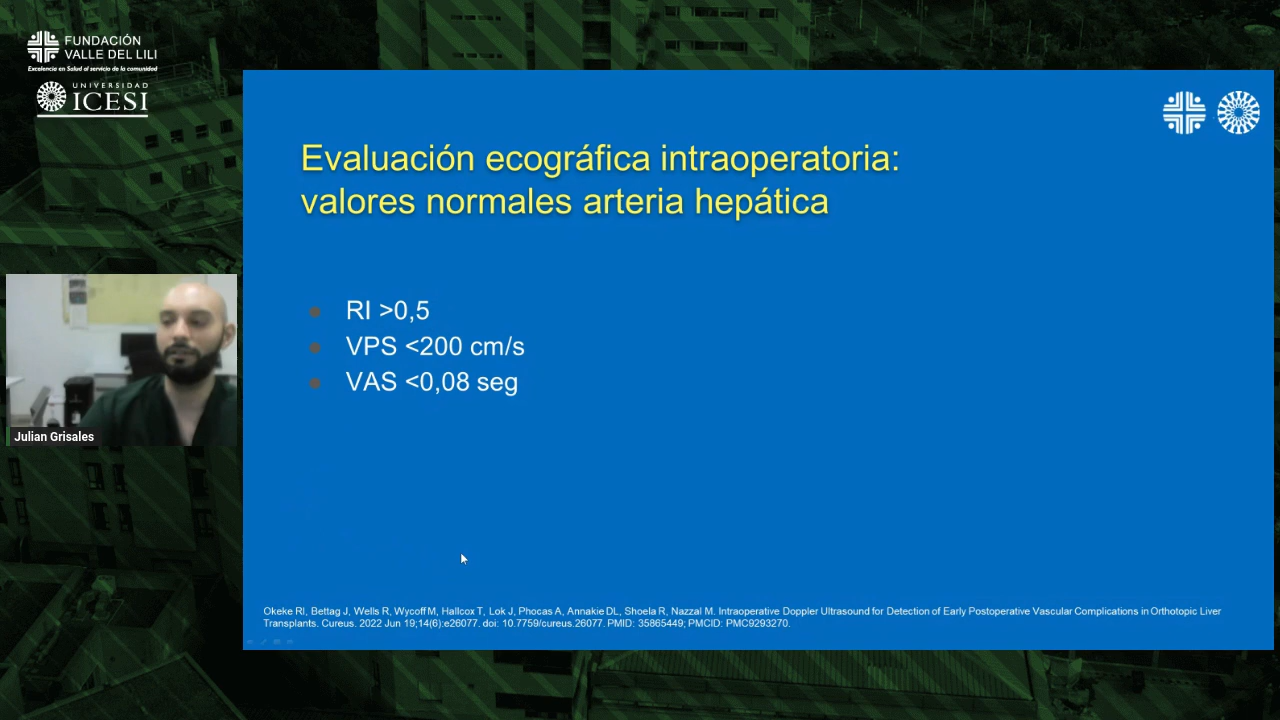 FUNDACIÓN
VALLE DEL LILI
Excelencia en Salud al servicio de la comunidad
UNIVERSIDAD
ICESI
Evaluación ecográfica intraoperatoria:
valores normales arteria hepática
RI >0,5
VPS <200 cm/s
VAS <0,08 seg
Julian Grisales
Okeke RI, Bettag J, Wells R, Wycoff M, Hallcox T, Lok J, Phocas A, Annakie DL, Shoela R, Nazzal M. Intraoperative Doppler Ultrasound for Detection of Early Postoperative Vascular Complications in Orthotopic Liver
Transplants. Cureus. 2022 Jun 19;14(6):e26077. doi: 10.7759/cureus.26077. PMID: 35865449; PMCID: PMC9293270.